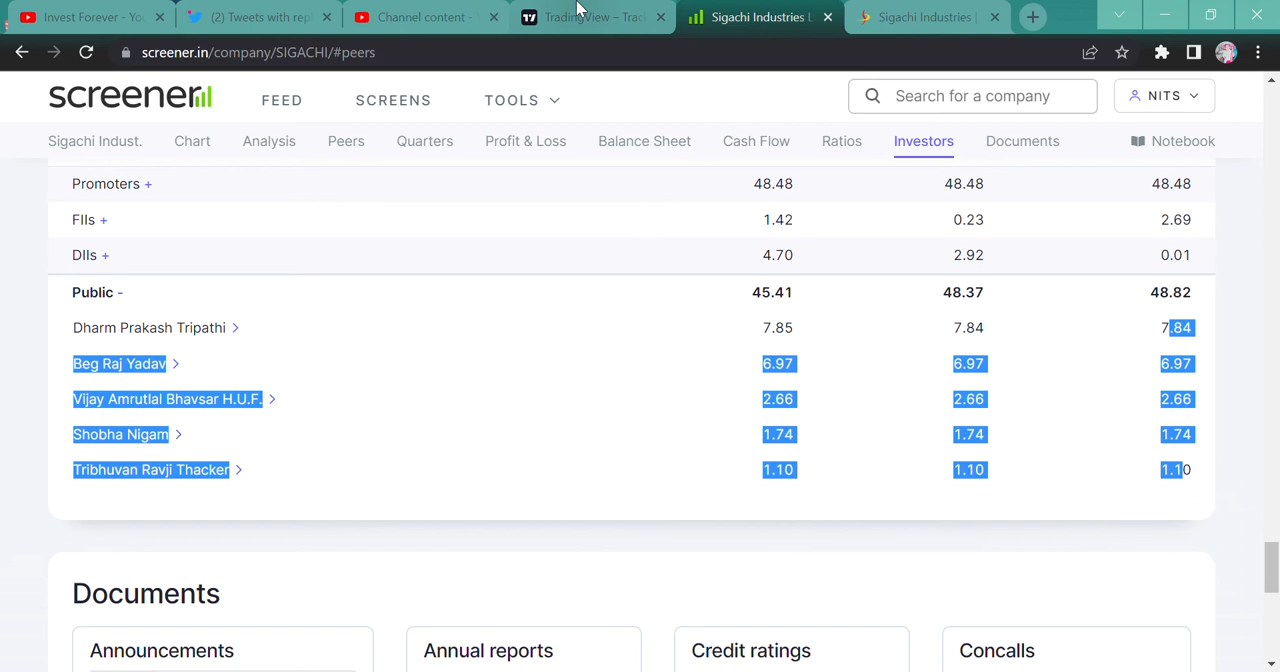 Invest Forever - You
(2) Tweets with repl
Channel content -
TradingView – Trac
Sigachi Industries L
Sigachi Industries |
screener.in/company/SIGACHI/#peers
screener
FEED
SCREENS
TOOLS
Search for a company
NITS
Sigachi Indust.
Chart
Analysis
Peers
Quarters
Profit & Loss
Balance Sheet
Cash Flow
Ratios
Investors
Documents
Notebook
Promoters + 48.48 48.48 48.48
FIIs + 1.42 0.23 2.69
DIIs + 4.70 2.92 0.01
Public - 45.41 48.37 48.82
Dharm Prakash Tripathi 7.85 7.84 7.84
Beg Raj Yadav 6.97 6.97 6.97
Vijay Amrutlal Bhavsar H.U.F. 2.66 2.66 2.66
Shobha Nigam 1.74 1.74 1.74
Tribhuvan Ravji Thacker 1.10 1.10 1.10
Documents
Announcements
Annual reports
Credit ratings
Concalls